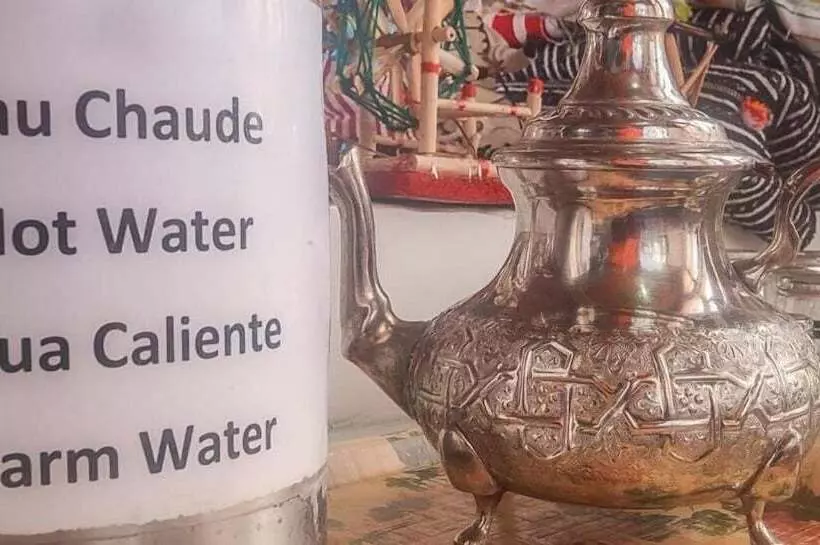 au Chaude
ot Water
ua Caliente
arm Water